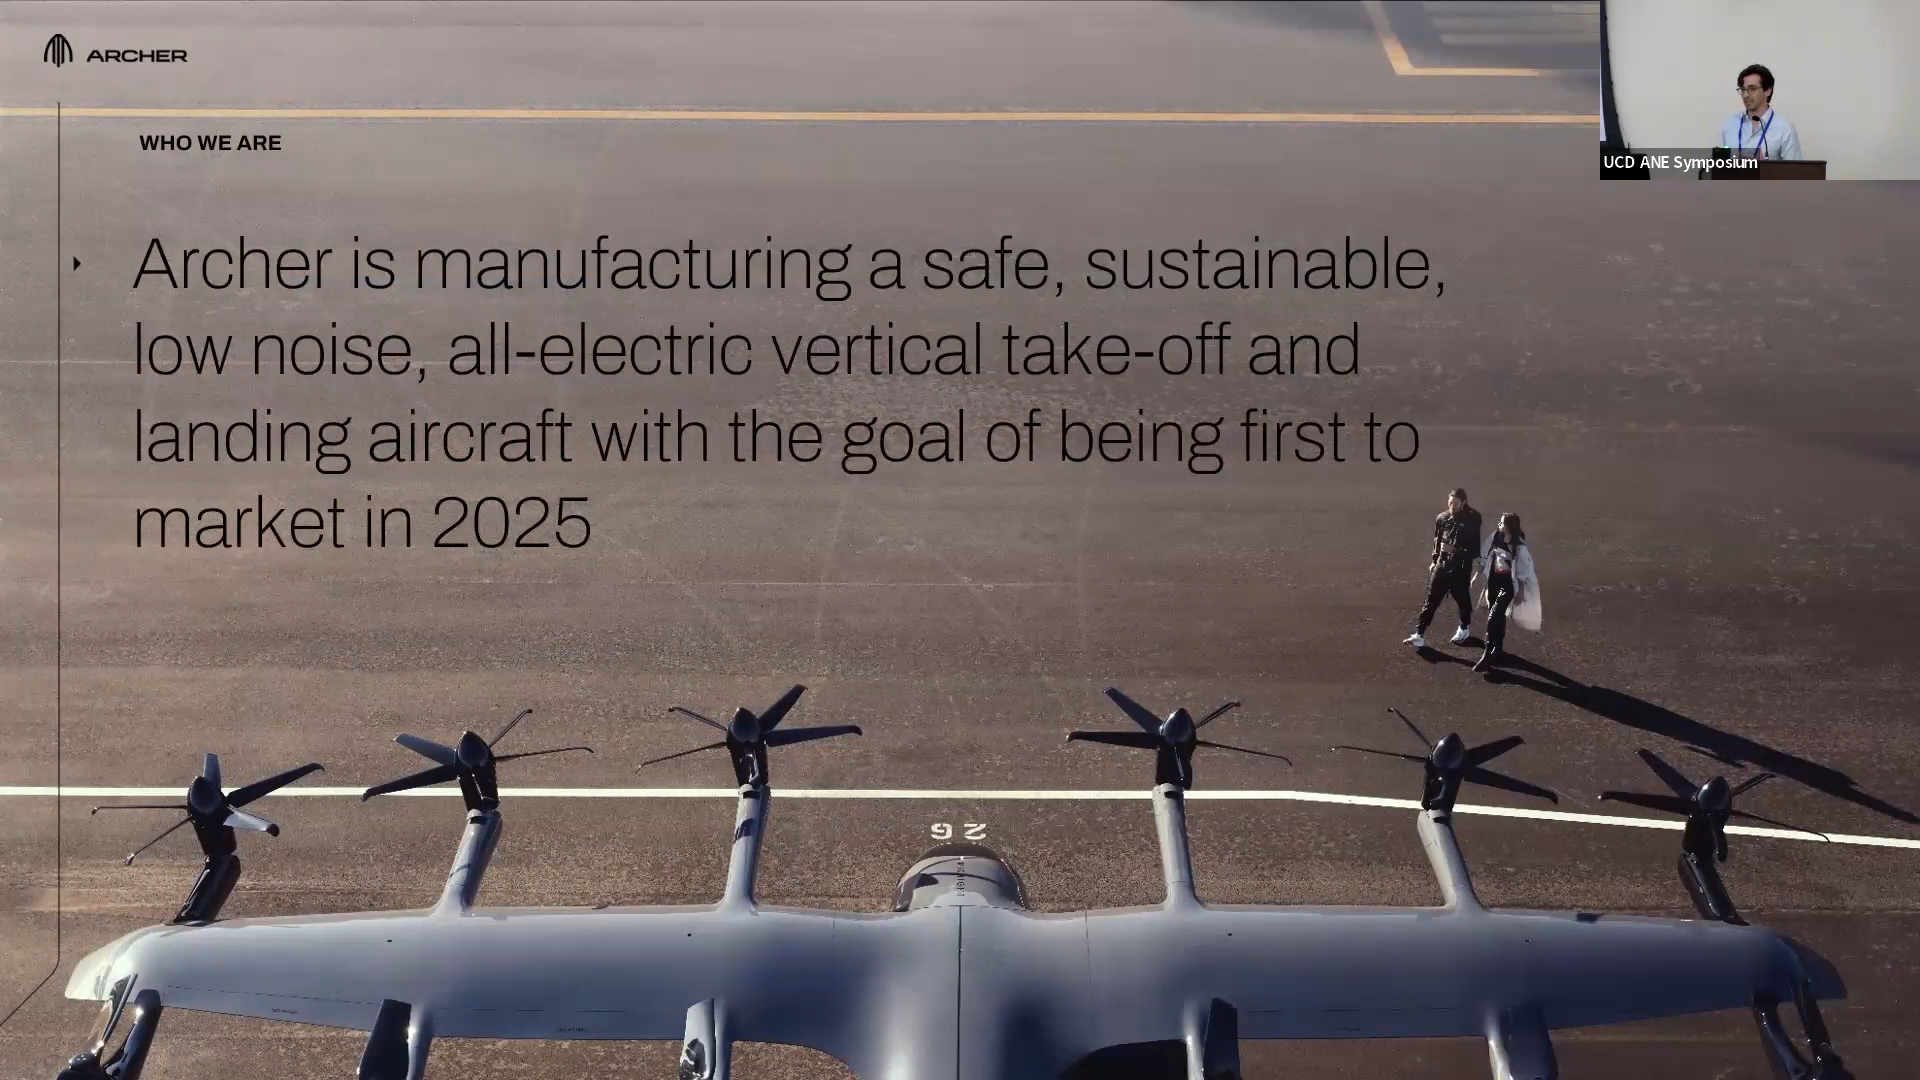 ARCHER
UCD ANE Symposium
WHO WE ARE
Archer is manufacturing a safe, sustainable,
low noise, all-electric vertical take-off and
landing aircraft with the goal of being first to
market in 2025
26